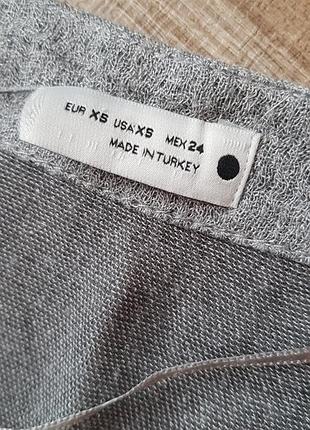 EUR XS USA XS MEX 24
MADE IN TURKEY